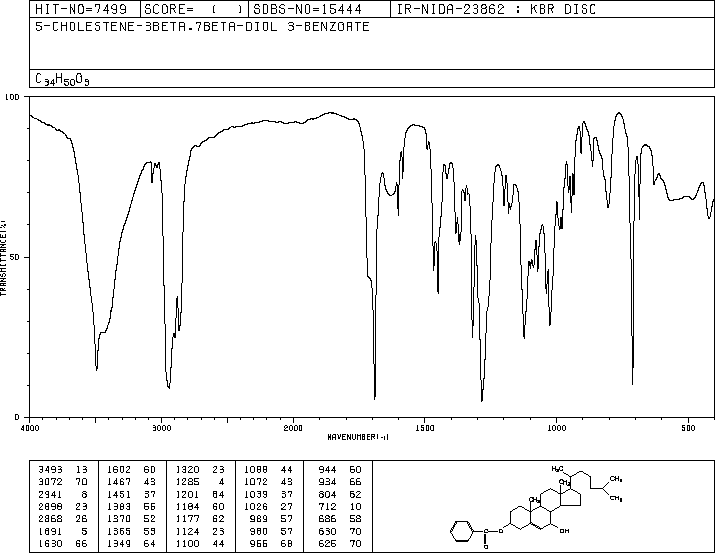 HIT-NO=7499 SCORE= ( ) SDBS-NO=15444 IR-NIDA-23862 : KBR DISC
5-CHOLESTENE-3BETA,7BETA-DIOL 3-BENZOATE
C34H50O3
100
50
0
TRANSMITTANCE(%)
4000 3000 2000 1500 1000 500
WAVENUMBER(-1)
3493 13 1602 60 1320 23 1088 44 944 60
3072 70 1467 43 1285 4 1072 43 934 66
2941 8 1451 37 1201 64 1039 37 804 62
2898 23 1383 55 1184 60 1026 27 712 10
2868 26 1370 52 1177 62 989 57 686 58
1691 5 1365 53 1124 23 980 57 630 70
1630 66 1349 64 1100 44 966 68 625 70
H3C
CH3
CH3
CH3
CH3
O
C
O
OH